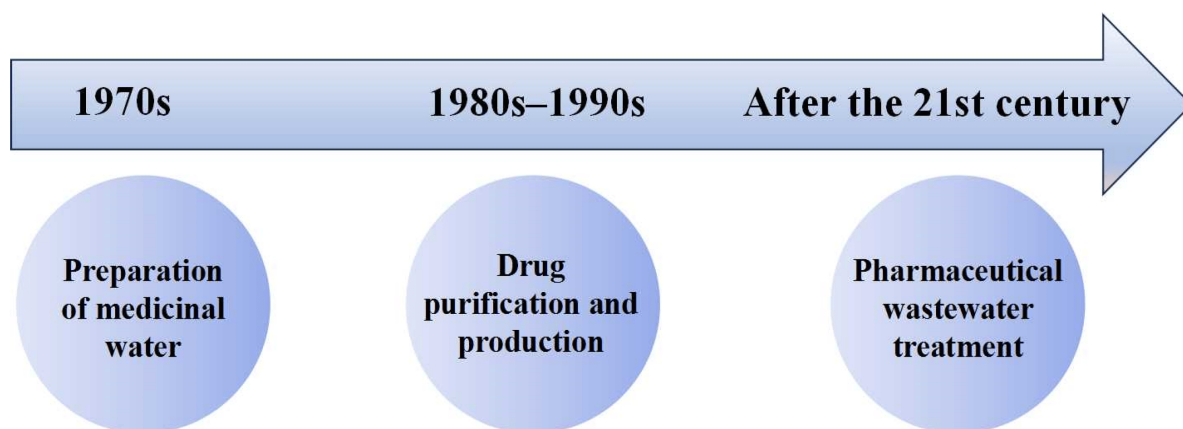 1970s
1980s–1990s
After the 21st century
Preparation
of medicinal
water
Drug
purification and
production
Pharmaceutical
wastewater
treatment